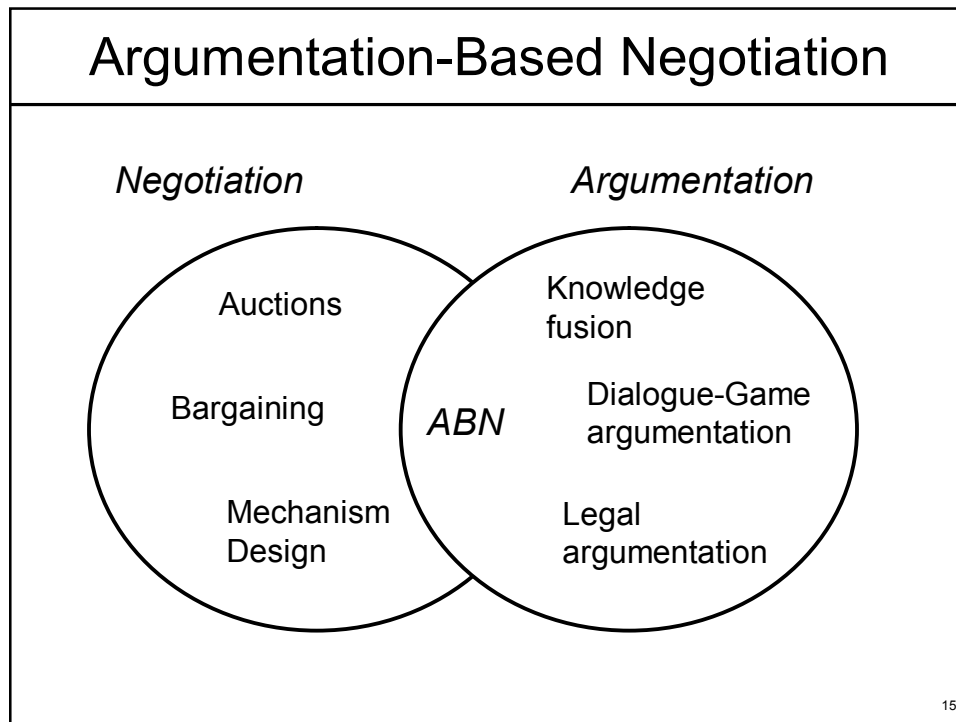 Argumentation-Based Negotiation
Negotiation
Argumentation
Auctions
Bargaining
Mechanism
Design
ABN
Knowledge
fusion
Dialogue-Game
argumentation
Legal
argumentation
15